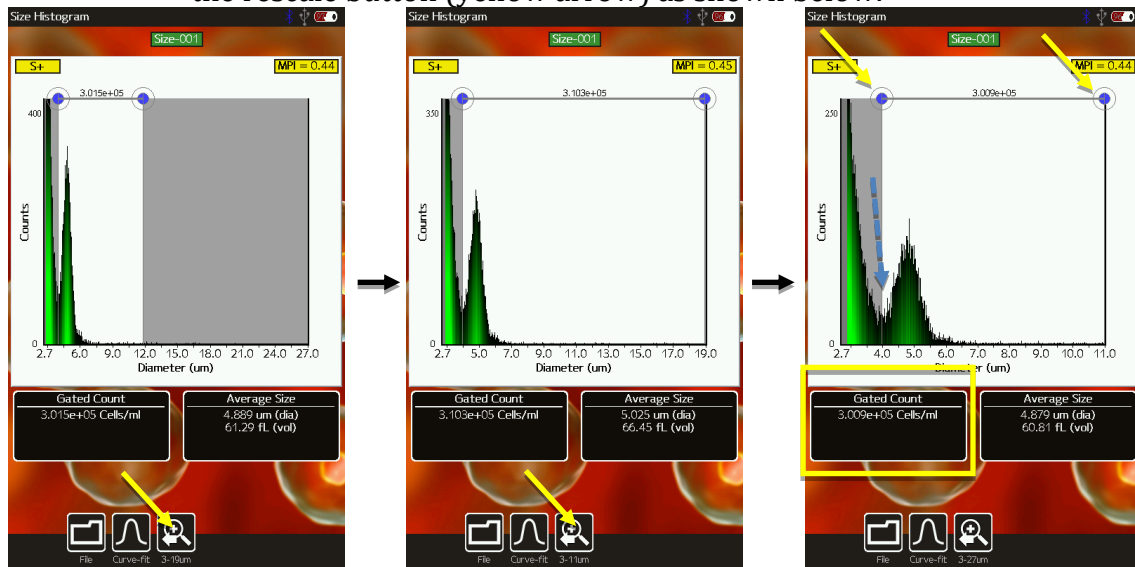 the rescale button (yellow arrow) as shown below.
Size Histogram
Size-001
S+
MPI = 0.44
3.015e+05
400
Counts
0
2.7 6.0 9.0 12.0 15.0 18.0 21.0 24.0 27.0
Diameter (um)
Gated Count
3.015e+05 Cells/ml
Average Size
4.889 um (dia)
61.29 fL (vol)
File Curve-fit 3-19um
Size Histogram
Size-001
S+
MPI = 0.45
3.103e+05
350
Counts
0
2.7 5.0 7.0 9.0 11.0 13.0 15.0 17.0 19.0
Diameter (um)
Gated Count
3.103e+05 Cells/ml
Average Size
5.025 um (dia)
66.45 fL (vol)
File Curve-fit 3-11um
Size Histogram
Size-001
S+
MPI = 0.44
3.009e+05
250
Counts
0
2.7 4.0 5.0 6.0 7.0 8.0 9.0 10.0 11.0
Diameter (um)
Gated Count
3.009e+05 Cells/ml
Average Size
4.879 um (dia)
60.81 fL (vol)
File Curve-fit 3-27um